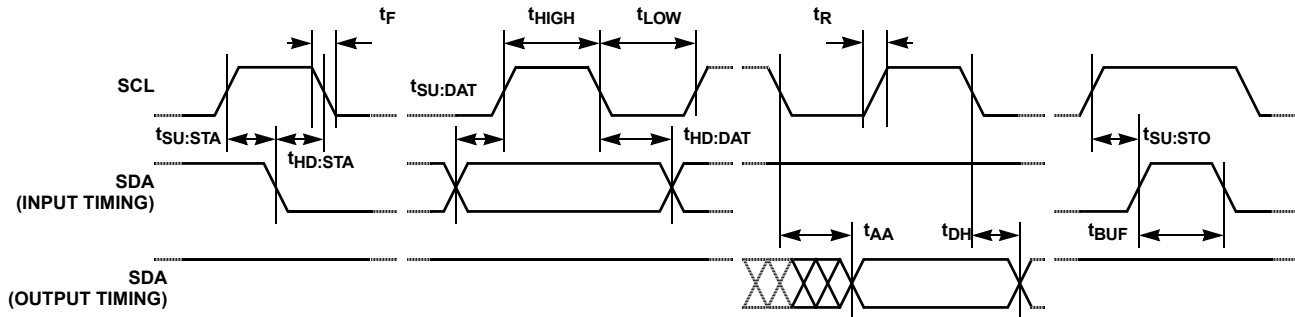 tF
tHIGH
tLOW
tR
SCL
tSU:DAT
tSU:STA
tHD:STA
tHD:DAT
tSU:STO
SDA
(INPUT TIMING)
tAA
tDH
tBUF
SDA
(OUTPUT TIMING)